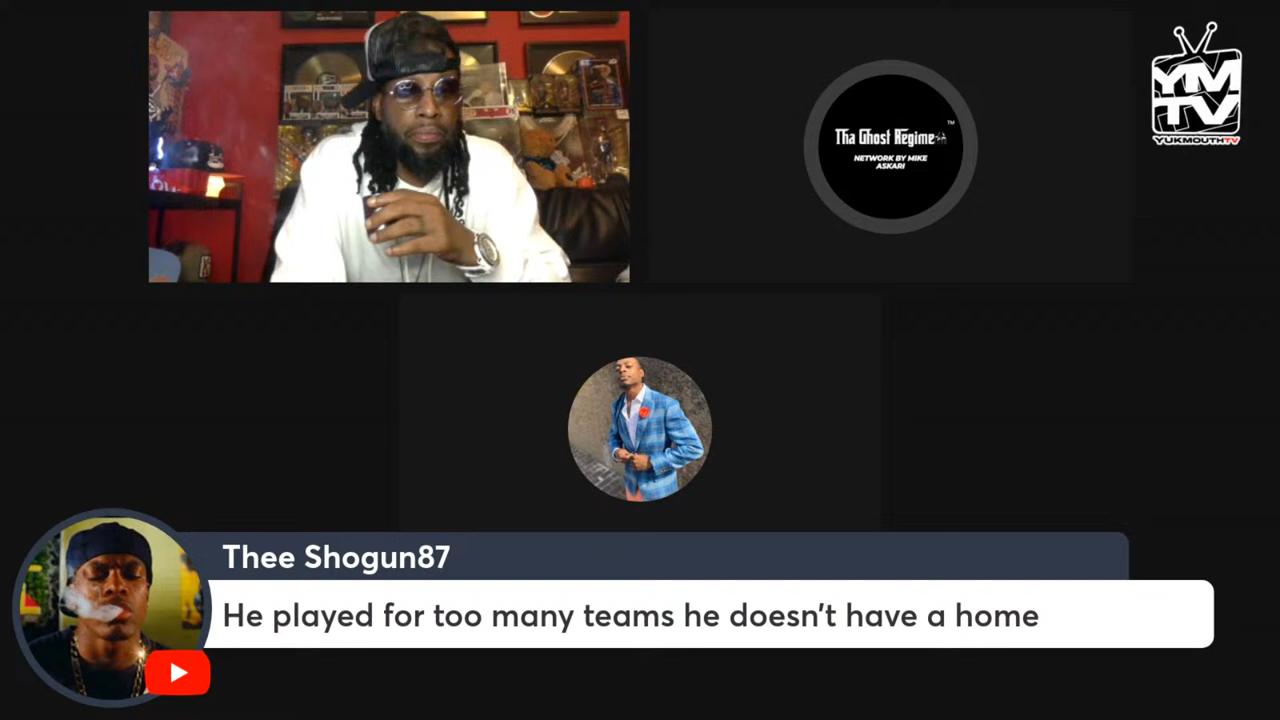 Tha Ghost Regime
TM
NETWORK BY MIKE
ASKARI
YM
TV
YUKMOUTHTV
Thee Shogun87
He played for too many teams he doesn't have a home